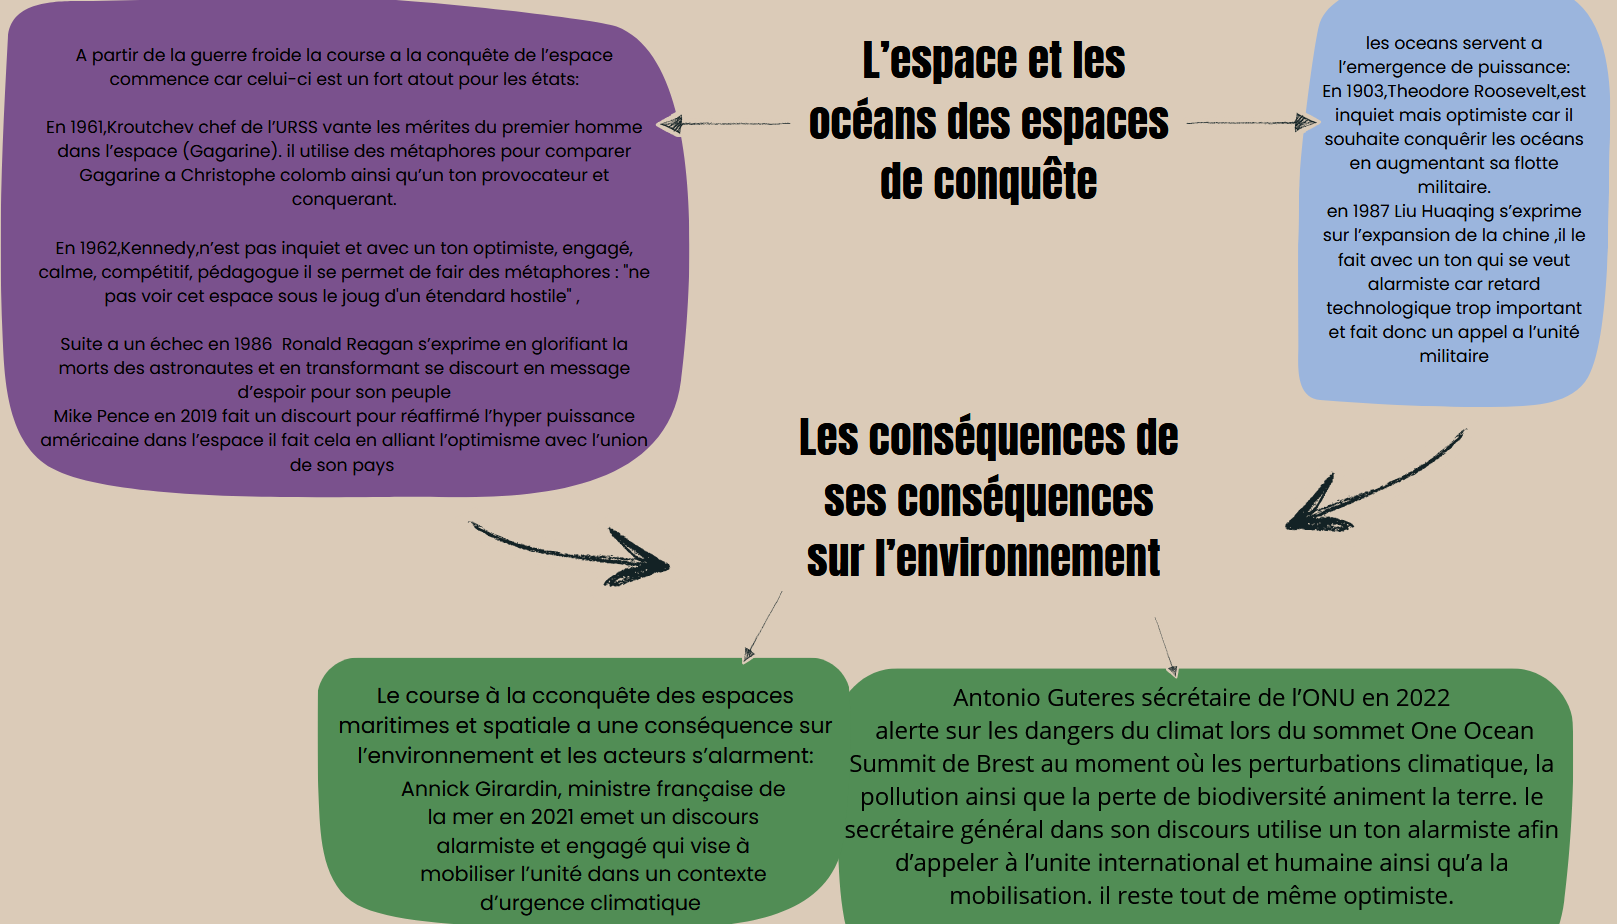 A partir de la guerre froide la course a la conquête de l'espace
commence car celui-ci est un fort atout pour les états:
En 1961,Kroutchev chef de l'URSS vante les mérites du premier homme
dans l'espace (Gagarine). il utilise des métaphores pour comparer
Gagarine a Christophe colomb ainsi qu'un ton provocateur et
conquerant.
En 1962,Kennedy,n'est pas inquiet et avec un ton optimiste, engagé,
calme, compétitif, pédagogue il se permet de fair des métaphores : "ne
pas voir cet espace sous le joug d'un étendard hostile" ,
Suite a un échec en 1986  Ronald Reagan s'exprime en glorifiant la
morts des astronautes et en transformant se discourt en message
d'espoir pour son peuple
Mike Pence en 2019 fait un discourt pour réaffirmé l'hyper puissance
américaine dans l'espace il fait cela en alliant l'optimisme avec l'union
de son pays
L'espace et les
océans des espaces
de conquête
les oceans servent a
l'emergence de puissance:
En 1903,Theodore Roosevelt,est
inquiet mais optimiste car il
souhaite conquêrir les océans
en augmentant sa flotte
militaire.
en 1987 Liu Huaqing s'exprime
sur l'expansion de la chine ,il le
fait avec un ton qui se veut
alarmiste car retard
technologique trop important
et fait donc un appel a l'unité
militaire
Les conséquences de
ses conséquences
sur l'environnement
Le course à la cconquête des espaces
maritimes et spatiale a une conséquence sur
l'environnement et les acteurs s'alarment:
Annick Girardin, ministre française de
la mer en 2021 emet un discours
alarmiste et engagé qui vise à
mobiliser l'unité dans un contexte
d'urgence climatique
Antonio Guteres sécrétaire de l'ONU en 2022
alerte sur les dangers du climat lors du sommet One Ocean
Summit de Brest au moment où les perturbations climatique, la
pollution ainsi que la perte de biodiversité animent la terre. le
secrétaire général dans son discours utilise un ton alarmiste afin
d'appeler à l'unite international et humaine ainsi qu'a la
mobilisation. il reste tout de même optimiste.